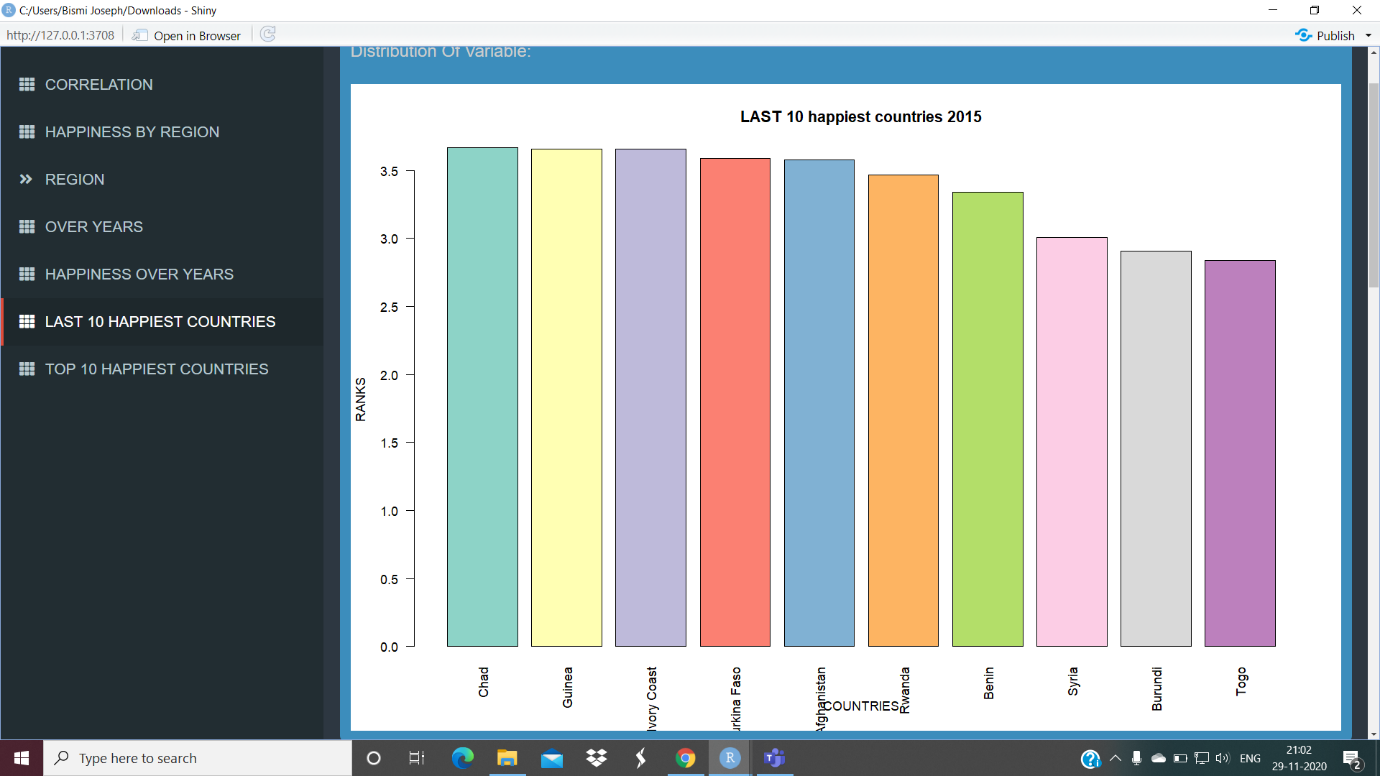 C:/Users/Bismi Joseph/Downloads - Shiny
http://127.0.0.1:3708 Open in Browser Publish
Distribution Of Variable:
CORRELATION
HAPPINESS BY REGION
REGION
OVER YEARS
HAPPINESS OVER YEARS
LAST 10 HAPPIEST COUNTRIES
TOP 10 HAPPIEST COUNTRIES
LAST 10 happiest countries 2015
RANKS
3.5
3.0
2.5
2.0
1.5
1.0
0.5
0.0
Chad
Guinea
Ivory Coast
urkina Faso
Afghanistan
Rwanda
Benin
Syria
Burundi
Togo
COUNTRIES
Type here to search
ENG
21:02
29-11-2020
2